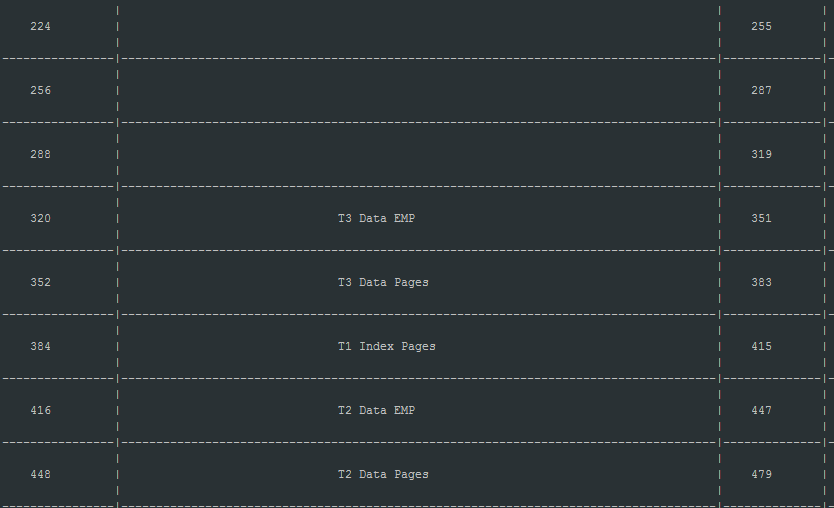 224 255
256 287
288 319
320 T3 Data EMP 351
352 T3 Data Pages 383
384 T1 Index Pages 415
416 T2 Data EMP 447
448 T2 Data Pages 479